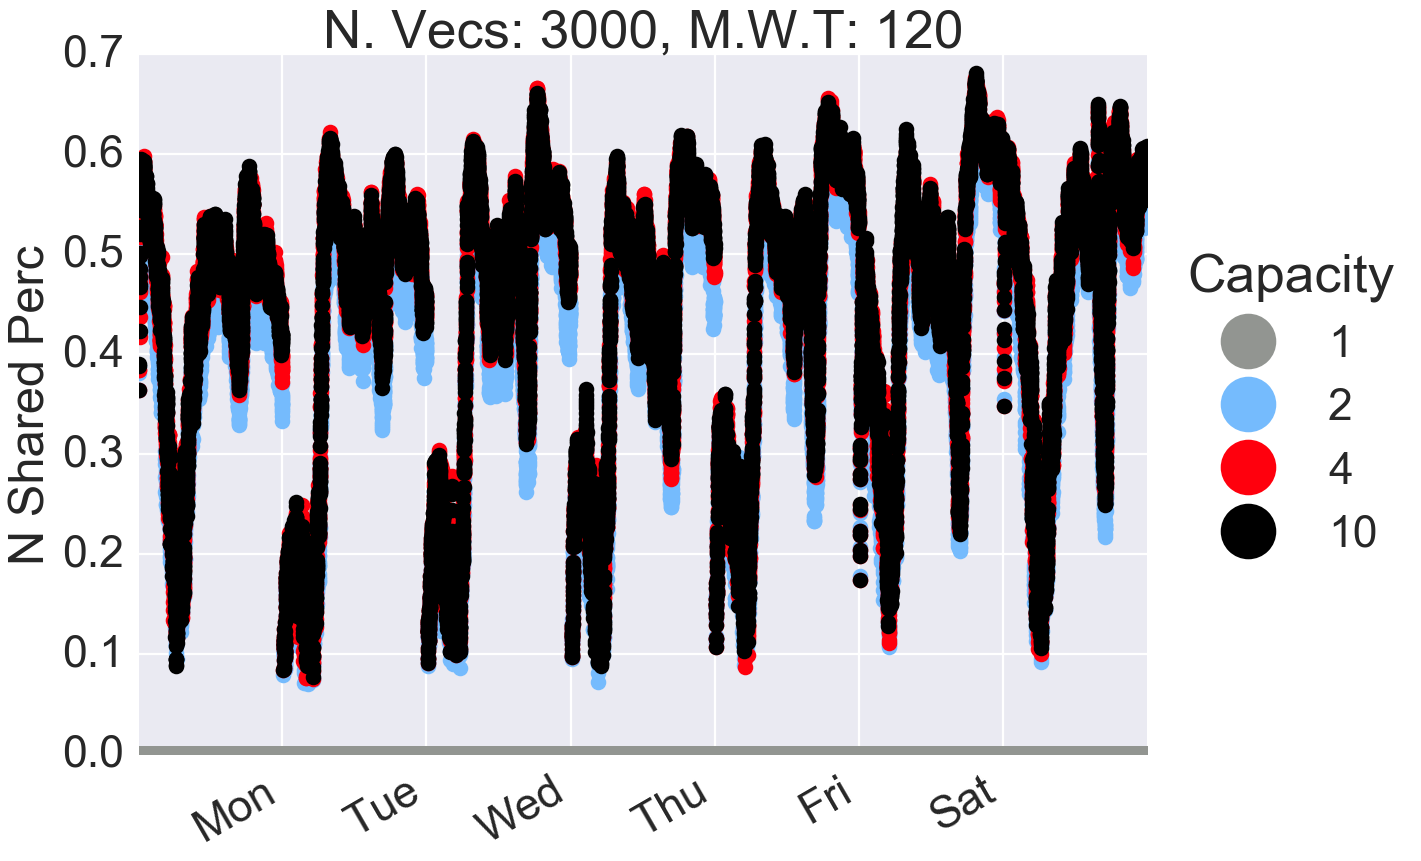 N. Vecs: 3000, M.W.T: 120
0.7
0.6
0.5
0.4
0.3
0.2
0.1
0.0
N Shared Perc
Mon
Tue
Wed
Thu
Fri
Sat
Capacity
1
2
4
10